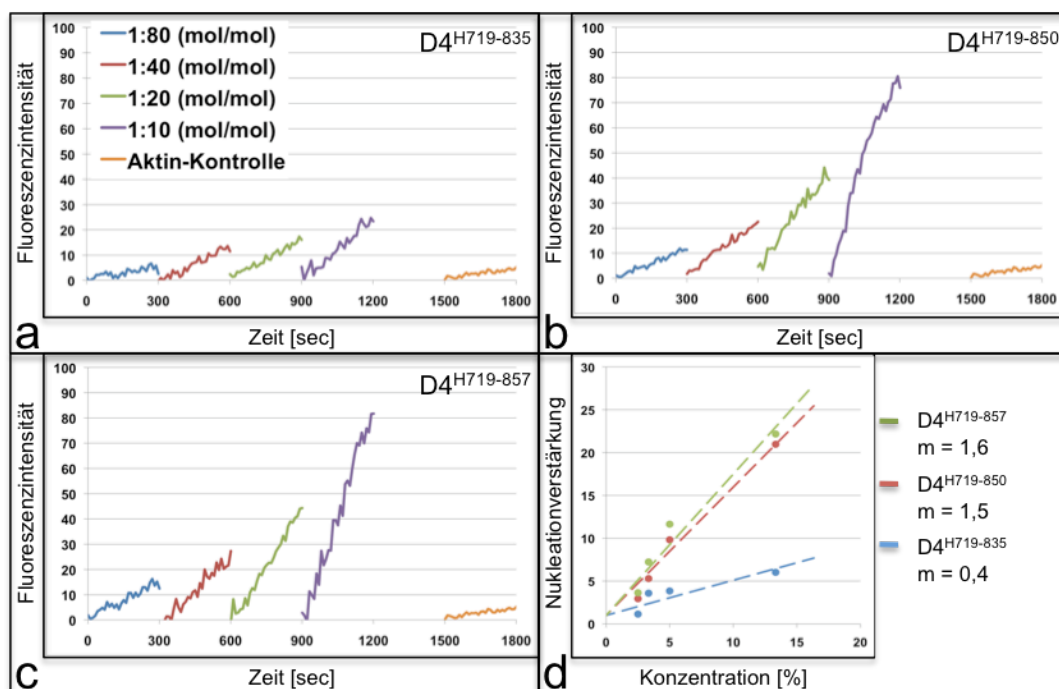 D4H719-835
1:80 (mol/mol)
1:40 (mol/mol)
1:20 (mol/mol)
1:10 (mol/mol)
Aktin-Kontrolle
Fluoreszenzintensität
100
90
80
70
60
50
40
30
20
10
0
0 300 600 900 1200 1500 1800
Zeit [sec]
a
D4H719-850
Fluoreszenzintensität
100
90
80
70
60
50
40
30
20
10
0
0 300 600 900 1200 1500 1800
Zeit [sec]
b
D4H719-857
Fluoreszenzintensität
100
90
80
70
60
50
40
30
20
10
0
0 300 600 900 1200 1500 1800
Zeit [sec]
c
Nukleationverstärkung
30
25
20
15
10
5
0
0 5 10 15 20
Konzentration [%]
d
D4H719-857
m = 1,6
D4H719-850
m = 1,5
D4H719-835
m = 0,4